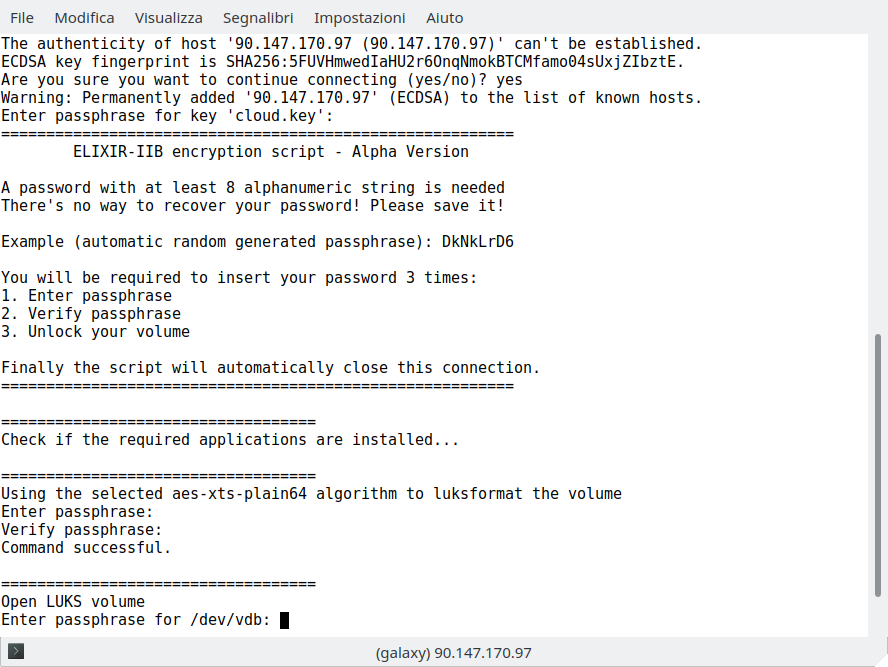 File Modifica Visualizza Segnalibri Impostazioni Aiuto
The authenticity of host '90.147.170.97 (90.147.170.97)' can't be established.
ECDSA key fingerprint is SHA256:5FUVHmwedIaHU2r6OnqNmokBTCMfamo04sUxjZIbztE.
Are you sure you want to continue connecting (yes/no)? yes
Warning: Permanently added '90.147.170.97' (ECDSA) to the list of known hosts.
Enter passphrase for key 'cloud.key':
=========================================================
ELIXIR-IIB encryption script - Alpha Version
A password with at least 8 alphanumeric string is needed
There's no way to recover your password! Please save it!
Example (automatic random generated passphrase): DkNkLrD6
You will be required to insert your password 3 times:
1. Enter passphrase
2. Verify passphrase
3. Unlock your volume
Finally the script will automatically close this connection.
=========================================================
===================================
Check if the required applications are installed...
===================================
Using the selected aes-xts-plain64 algorithm to luksformat the volume
Enter passphrase:
Verify passphrase:
Command successful.
===================================
Open LUKS volume
Enter passphrase for /dev/vdb:
(galaxy) 90.147.170.97